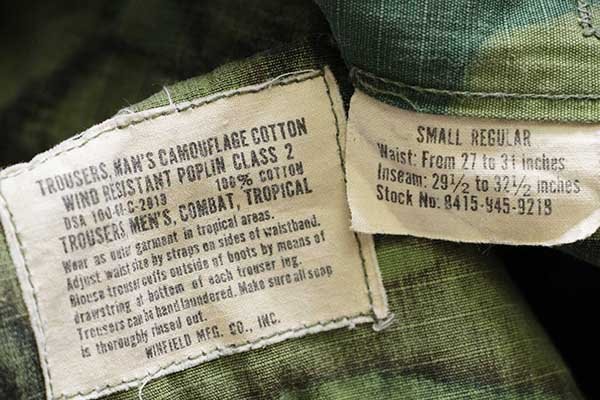 TROUSERS, MAN'S CAMOUFLAGE COTTON
WIND RESISTANT POPLIN CLASS 2
DSA 100-11-C-2013 100% COTTON
TROUSERS MEN'S, COMBAT, TROPICAL
Wear as outer garment in tropical areas.
Adjust waist size by straps on sides of waistband.
Blouse trouser cuffs outside of boots by means of
drawstring at bottom of each trouser leg.
Trousers can be hand laundered. Make sure all soap
is thoroughly rinsed out.
WINFIELD MFG. CO., INC.
SMALL REGULAR
Waist: From 27 to 31 inches
Inseam: 29½ to 32½ inches
Stock No: 8415-945-9218